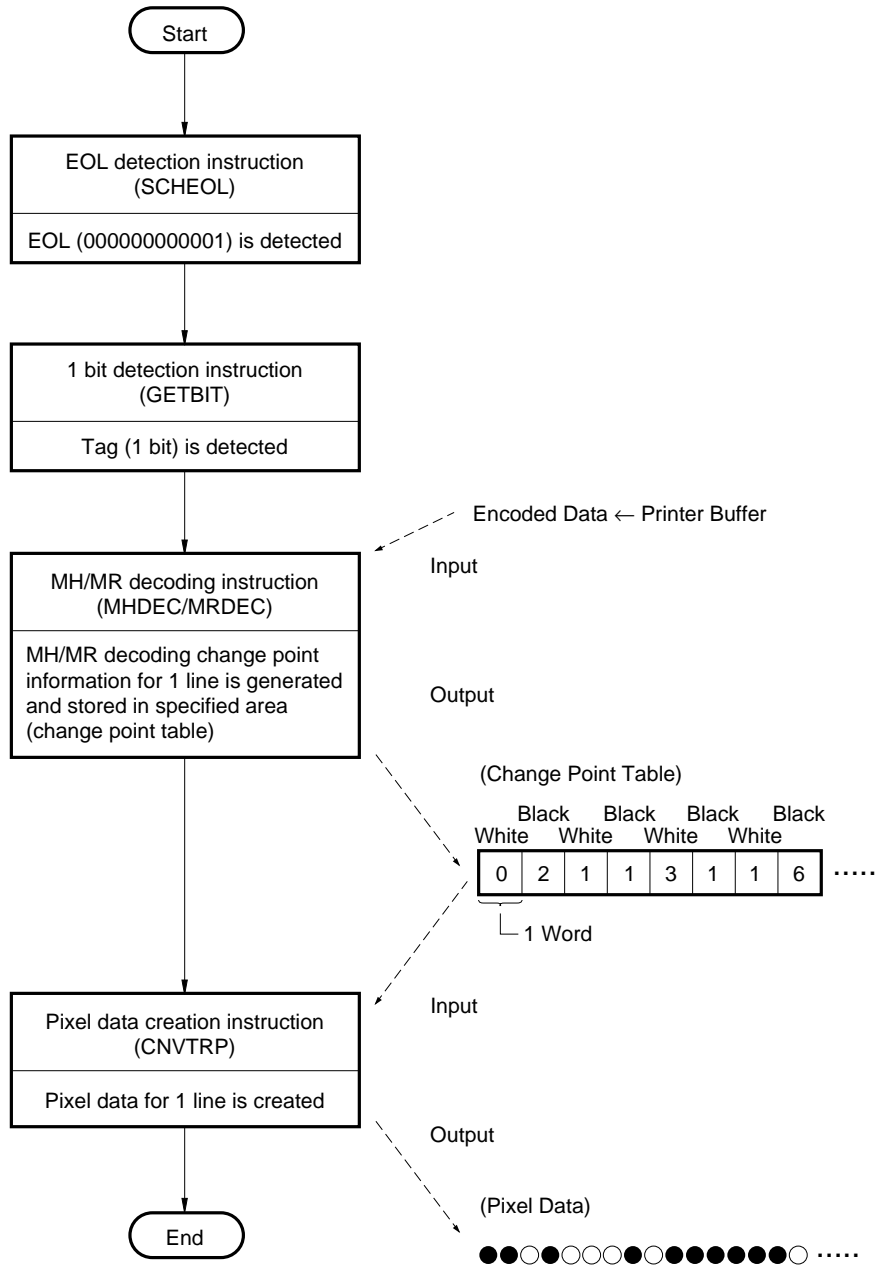 Start
EOL detection instruction
(SCHEOL)
EOL (000000000001) is detected
1 bit detection instruction
(GETBIT)
Tag (1 bit) is detected
Encoded Data ← Printer Buffer
Input
MH/MR decoding instruction
(MHDEC/MRDEC)
MH/MR decoding change point
information for 1 line is generated
and stored in specified area
(change point table)
Output
(Change Point Table)
Black Black Black Black
White White White White
0 2 1 1 3 1 1 6 .....
1 Word
Input
Pixel data creation instruction
(CNVTRP)
Pixel data for 1 line is created
Output
(Pixel Data)
●●○●○○○●○●●●●●●○ .....
End